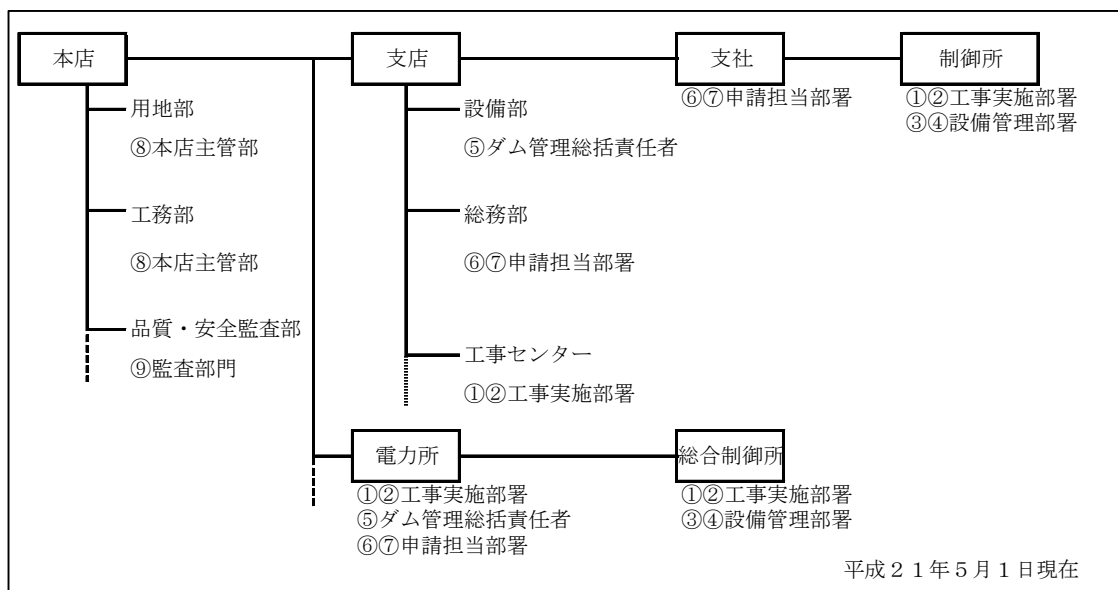 本店
支店
支社
制御所
用地部
⑧本店主管部
工務部
⑧本店主管部
品質・安全監査部
⑨監査部門
設備部
⑤ダム管理総括責任者
総務部
⑥⑦申請担当部署
工事センター
①②工事実施部署
⑥⑦申請担当部署
①②工事実施部署
③④設備管理部署
電力所
①②工事実施部署
⑤ダム管理総括責任者
⑥⑦申請担当部署
総合制御所
①②工事実施部署
③④設備管理部署
平成２１年５月１日現在